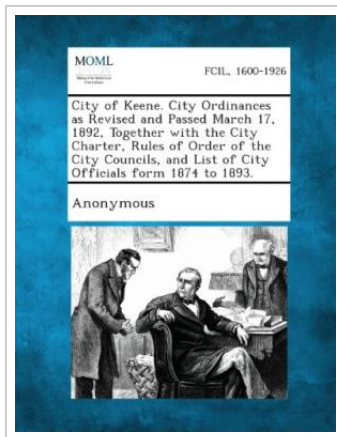 MOML
FCIL, 1600-1926
City of Keene. City Ordinances
as Revised and Passed March 17,
1892, Together with the City
Charter, Rules of Order of the
City Councils, and List of City
Officials form 1874 to 1893.
Anonymous